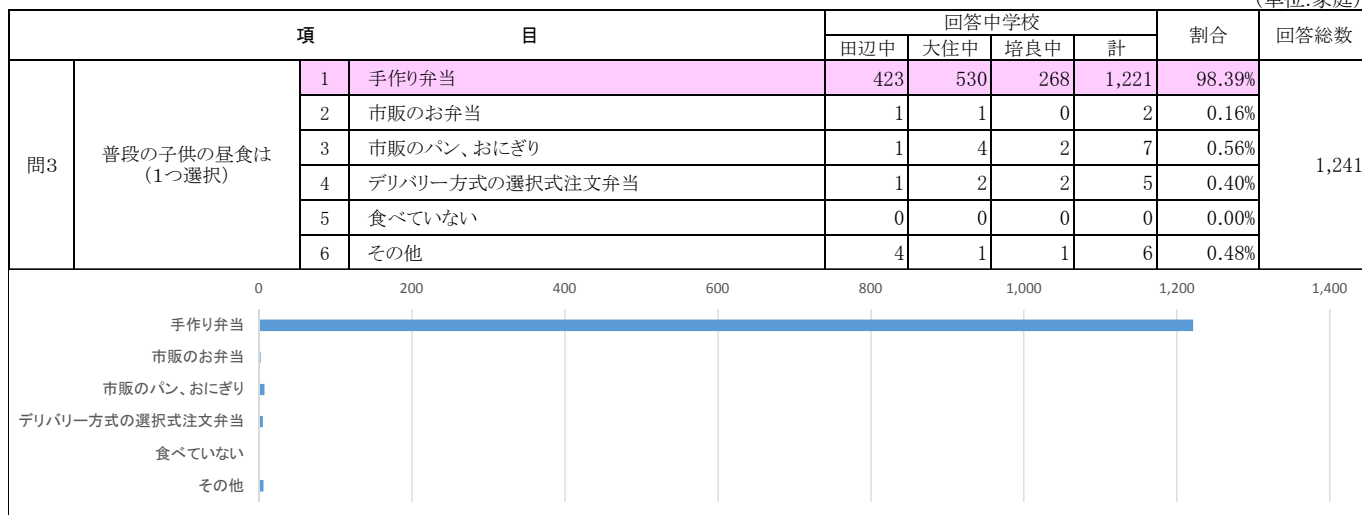 (単位:家庭)
項 目 回答中学校 割合 回答総数
田辺中 大住中 培良中 計
問3 普段の子供の昼食は
(1つ選択)
1 手作り弁当 423 530 268 1,221 98.39%
2 市販のお弁当 1 1 0 2 0.16%
3 市販のパン、おにぎり 1 4 2 7 0.56%
4 デリバリー方式の選択式注文弁当 1 2 2 5 0.40%
5 食べていない 0 0 0 0 0.00%
6 その他 4 1 1 6 0.48%
1,241
0 200 400 600 800 1,000 1,200 1,400
手作り弁当
市販のお弁当
市販のパン、おにぎり
デリバリー方式の選択式注文弁当
食べていない
その他